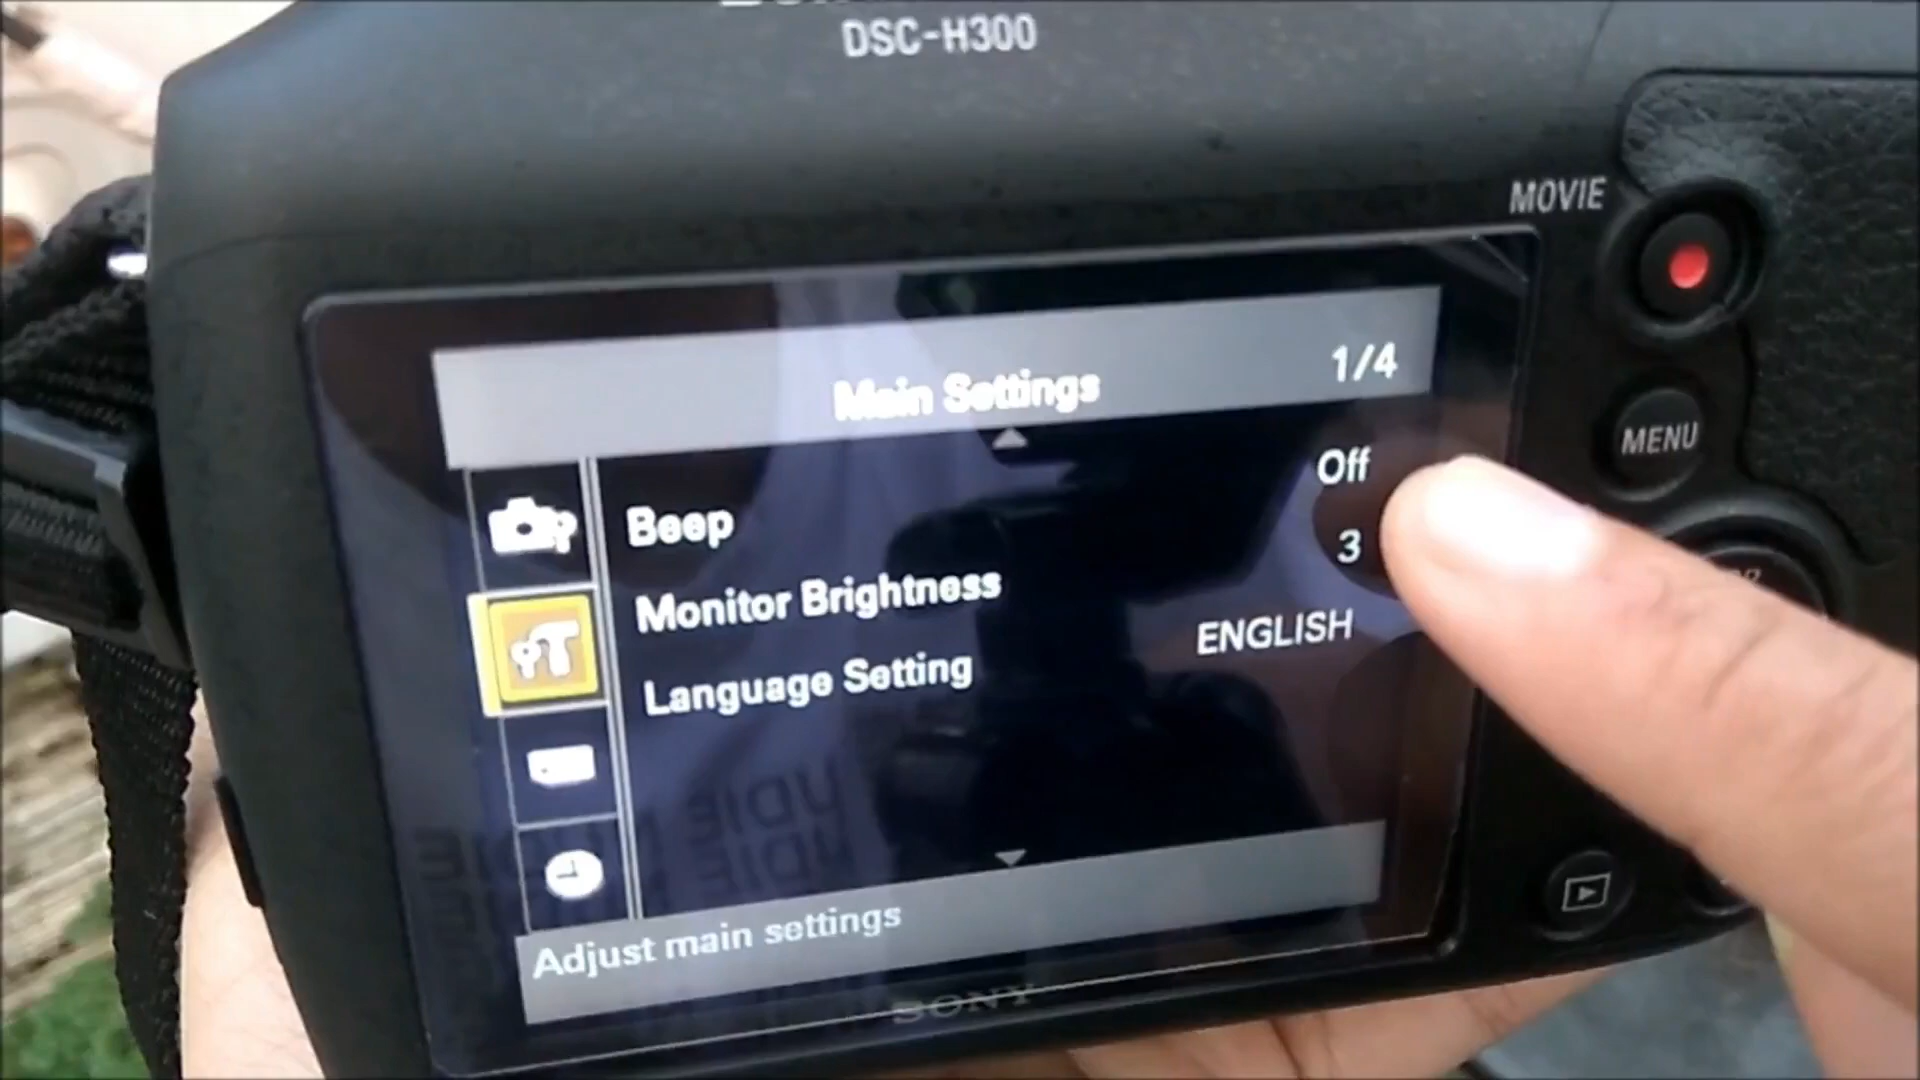 DSC-H300
MOVIE
Main Settings 1/4
MENU
Beep Off
Monitor Brightness 3
Language Setting ENGLISH
Adjust main settings
SONY